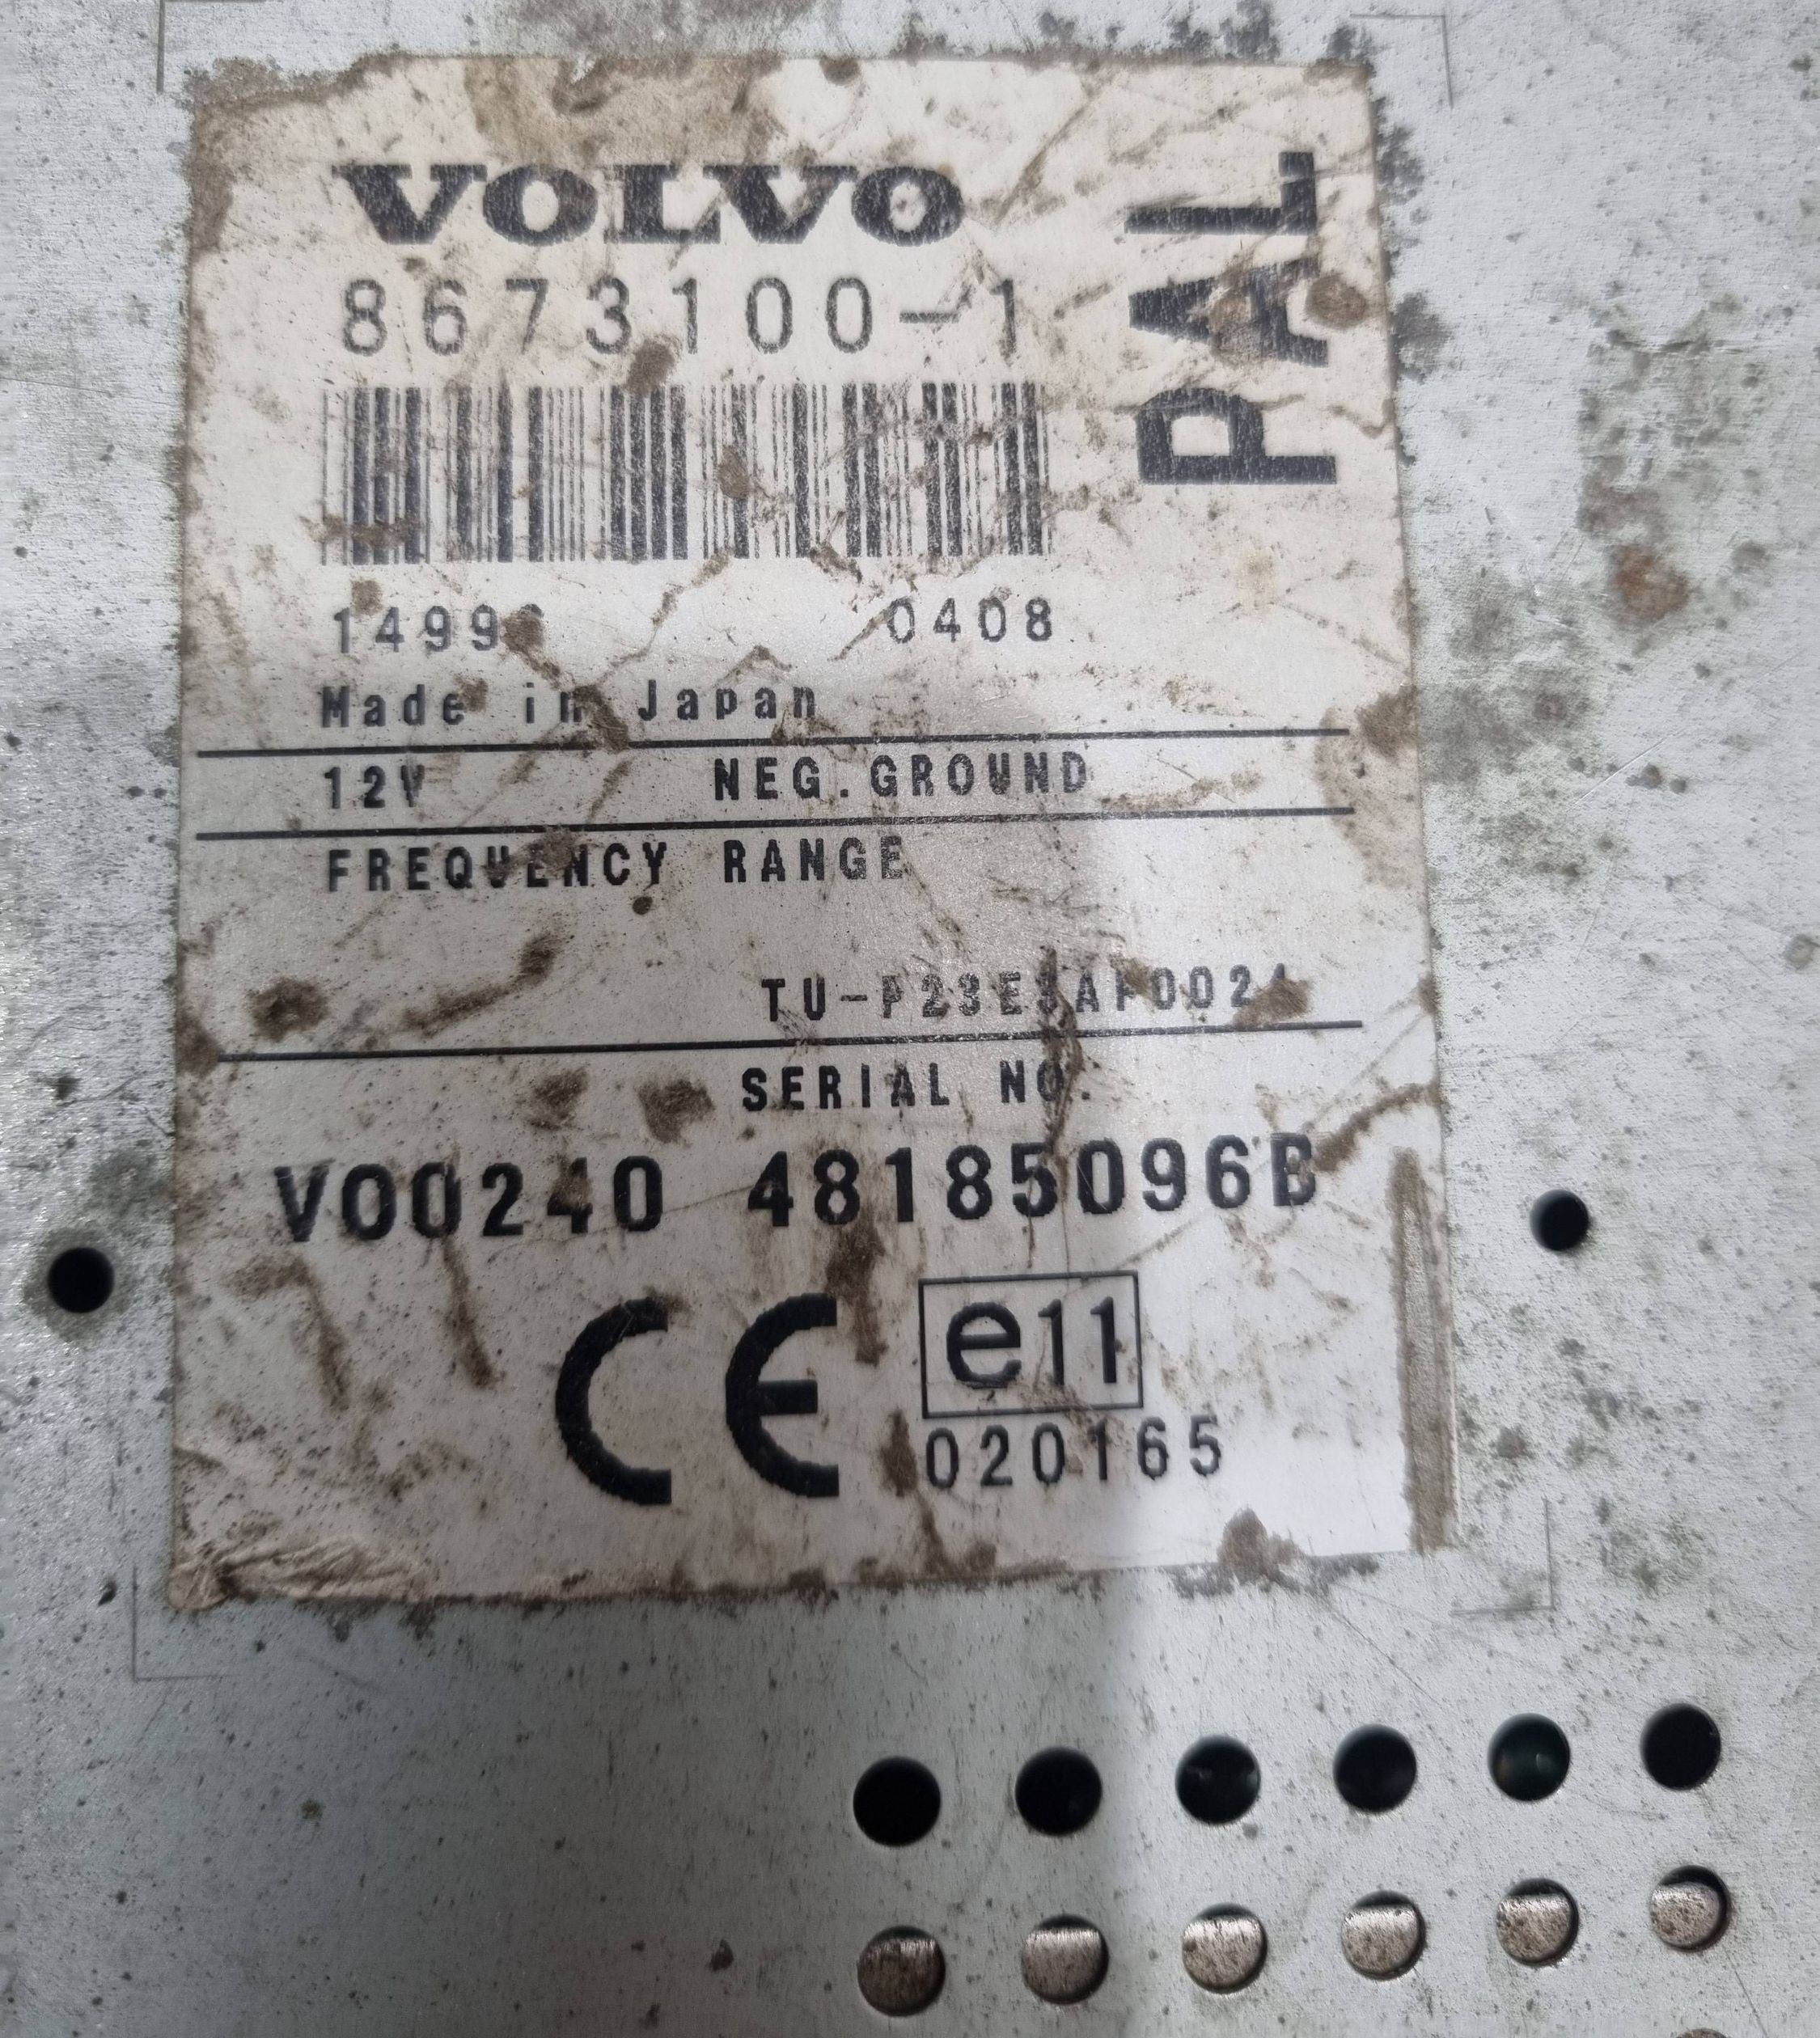 VOLVO
8673100-1
PAL
0408
Made in Japan
12V NEG.GROUND
FREQUENCY RANGE
SERIAL NO.
VO0240 48185096B
CE e11
020165